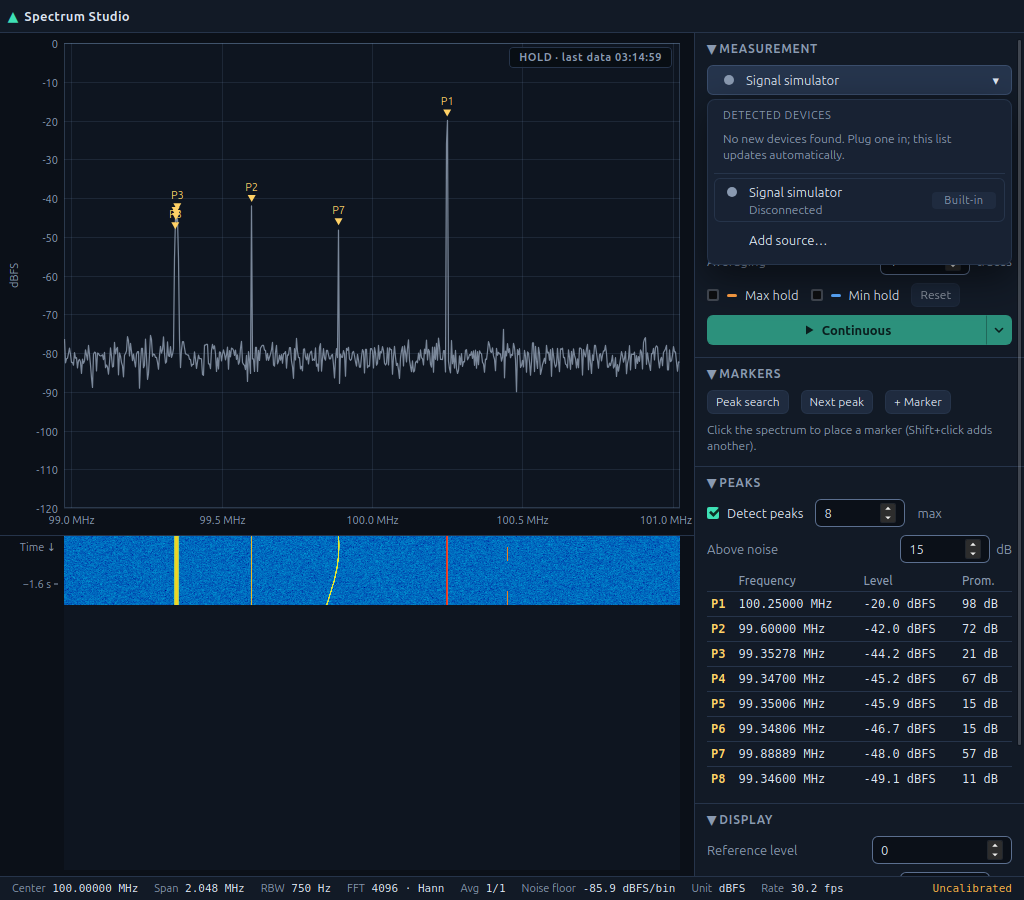 Spectrum Studio
HOLD · last data 03:14:59
0
-10
-20
-30
-40
-50
-60
-70
-80
-90
-100
-110
-120
dBFS
P1
P2
P3
P7
99.0 MHz 99.5 MHz 100.0 MHz 100.5 MHz 101.0 MHz
Time ↓
−1.6 s
▼ MEASUREMENT
Signal simulator ▼
DETECTED DEVICES
No new devices found. Plug one in; this list
updates automatically.
Signal simulator
Disconnected
Built-in
Add source…
Max hold Min hold Reset
Continuous
▼ MARKERS
Peak search Next peak + Marker
Click the spectrum to place a marker (Shift+click adds
another).
▼ PEAKS
Detect peaks 8 max
Above noise 15 dB
Frequency Level Prom.
P1 100.25000 MHz -20.0 dBFS 98 dB
P2 99.60000 MHz -42.0 dBFS 72 dB
P3 99.35278 MHz -44.2 dBFS 21 dB
P4 99.34700 MHz -45.2 dBFS 67 dB
P5 99.35006 MHz -45.9 dBFS 15 dB
P6 99.34806 MHz -46.7 dBFS 15 dB
P7 99.88889 MHz -48.0 dBFS 57 dB
P8 99.34600 MHz -49.1 dBFS 11 dB
▼ DISPLAY
Reference level 0
Center 100.00000 MHz Span 2.048 MHz RBW 750 Hz FFT 4096 · Hann Avg 1/1 Noise floor -85.9 dBFS/bin Unit dBFS Rate 30.2 fps Uncalibrated